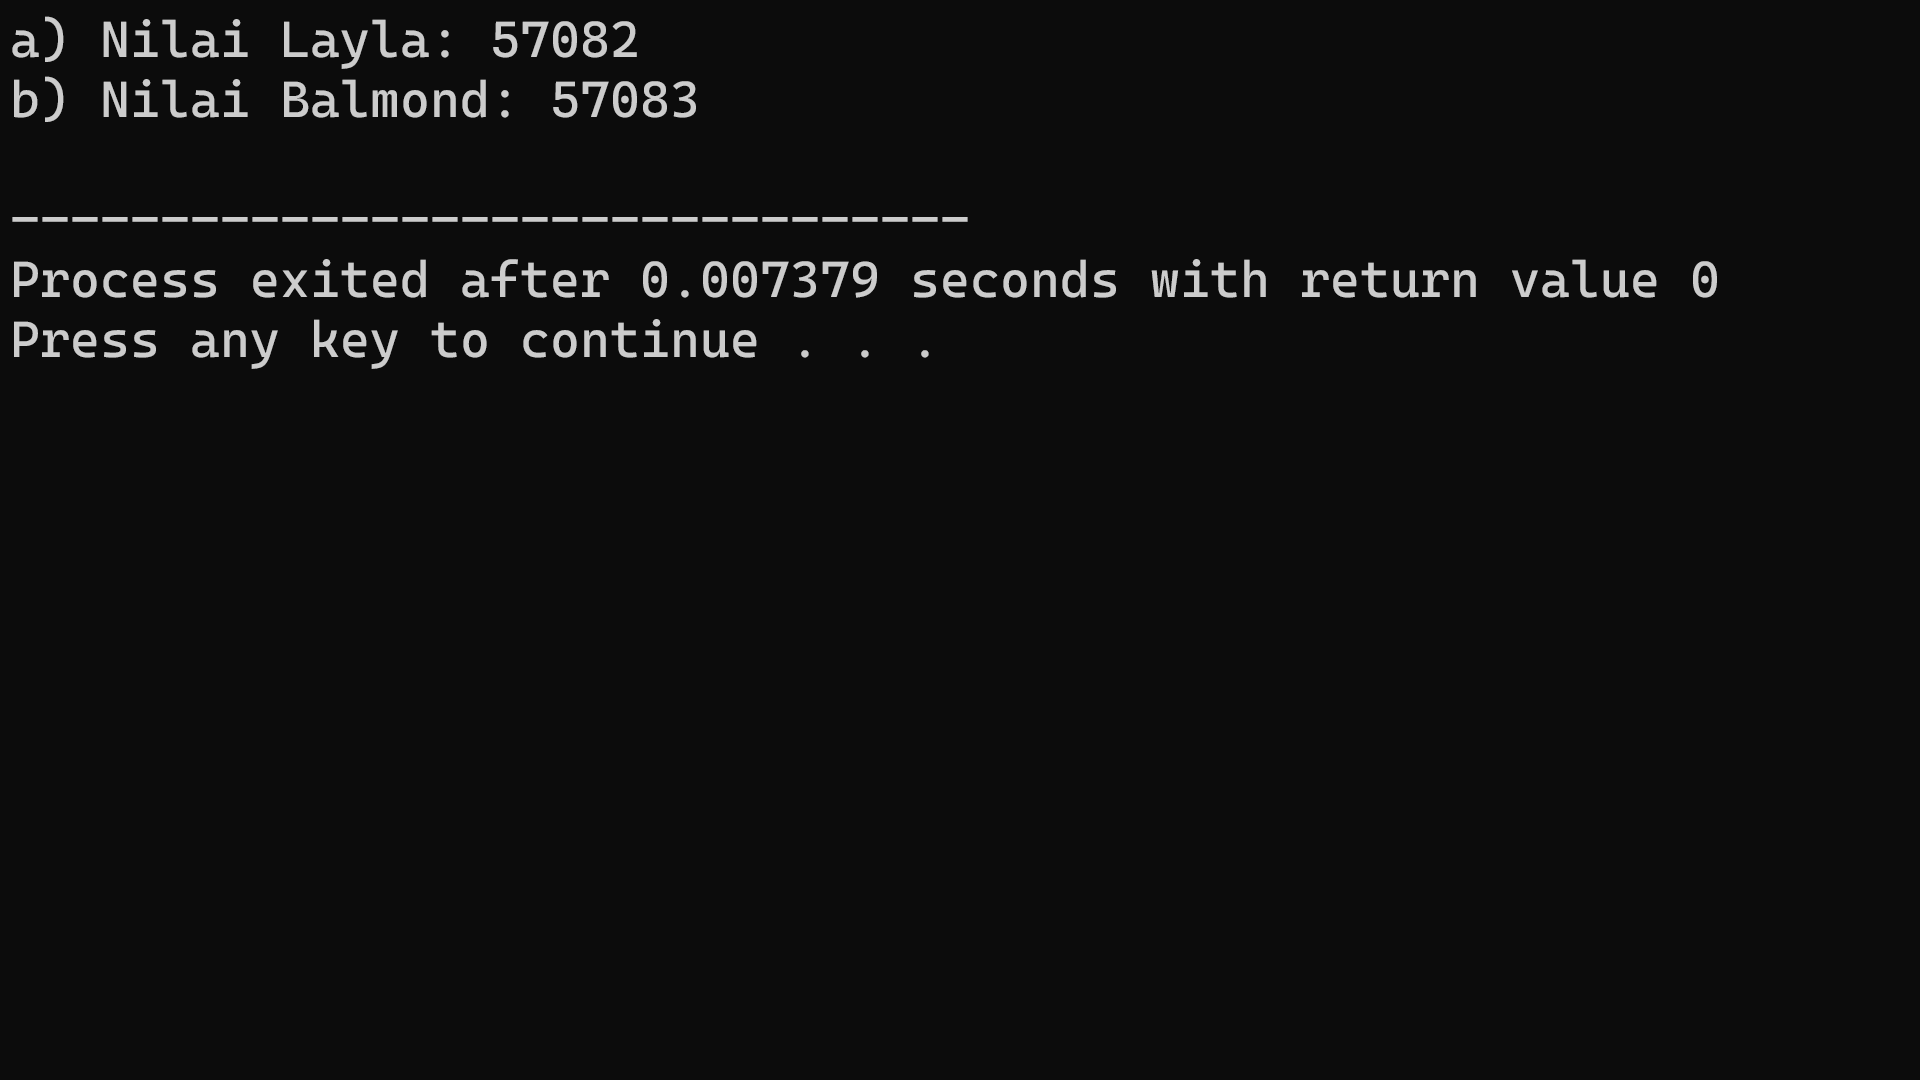 a) Nilai Layla: 57082
b) Nilai Balmond: 57083
--------------------------------
Process exited after 0.007379 seconds with return value 0
Press any key to continue . . .